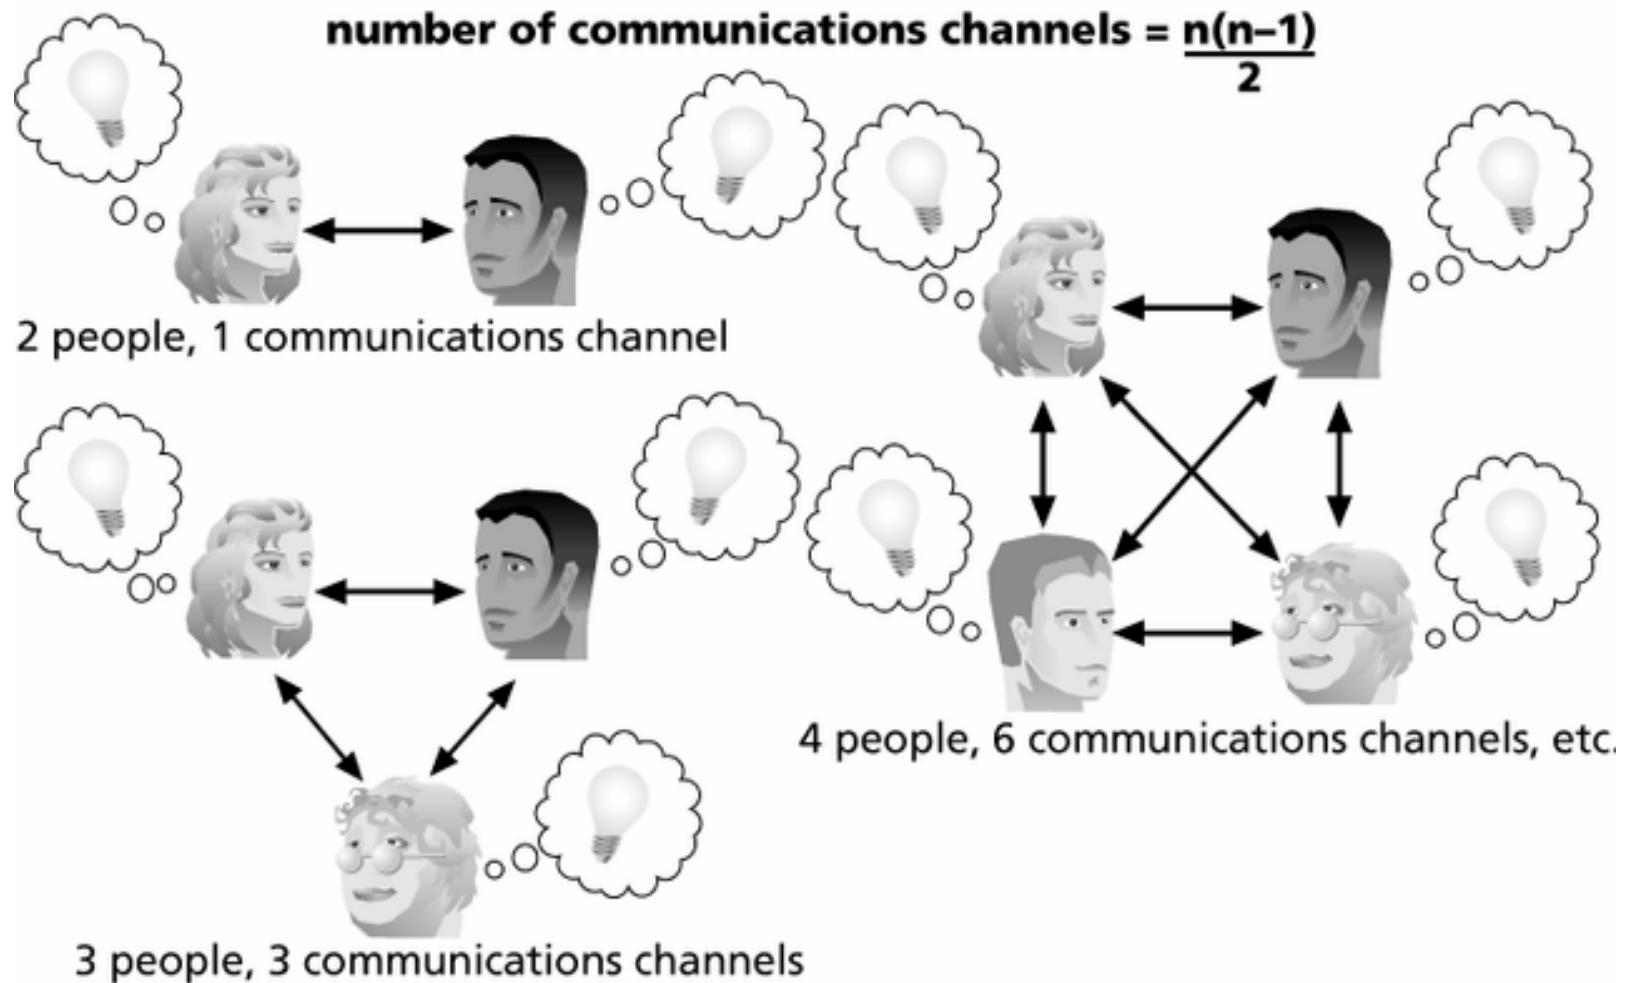 number of communications channels = n(n–1)
2
2 people, 1 communications channel
3 people, 3 communications channels
4 people, 6 communications channels, etc.